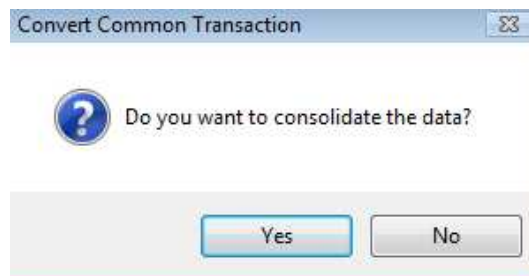 Convert Common Transaction
Do you want to consolidate the data?
Yes
No